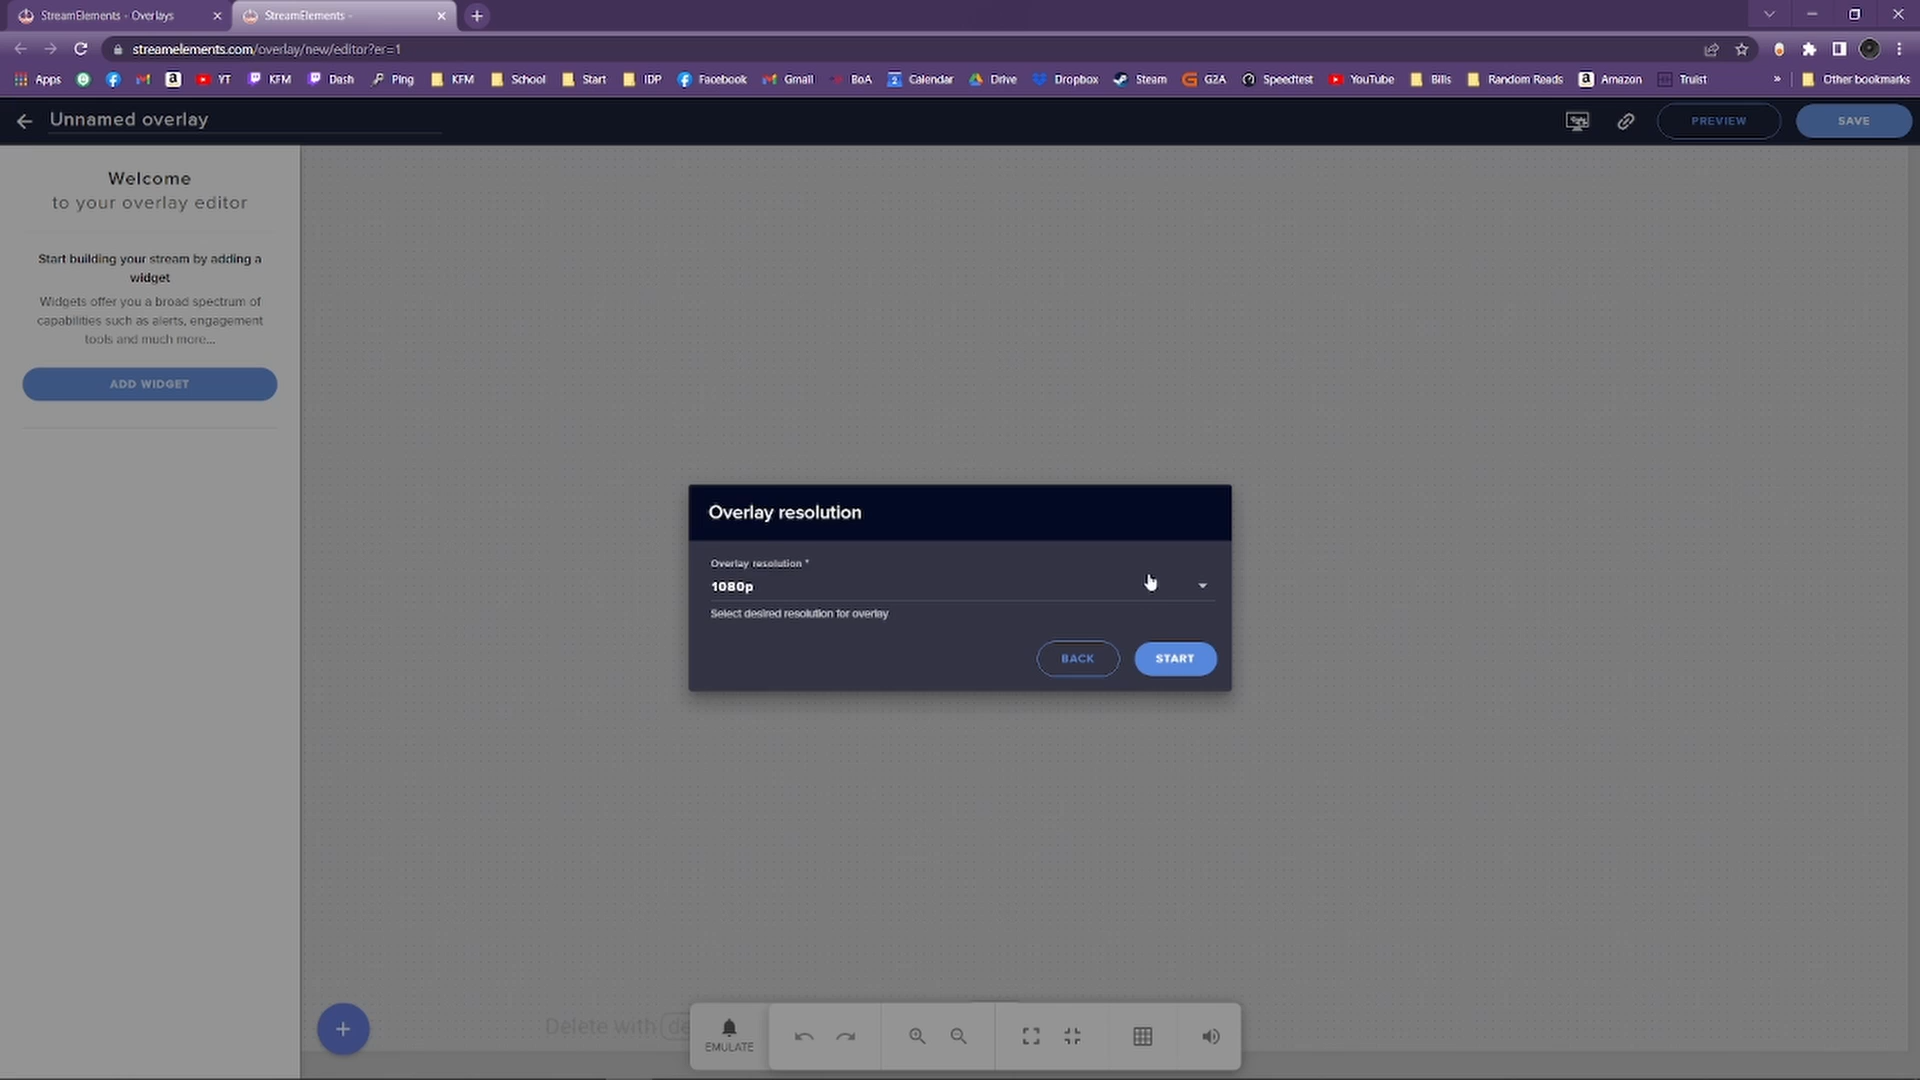 StreamElements - Overlays
StreamElements -
streamelements.com/overlay/new/editor?er=1
Apps
YT
KFM
Dash
Ping
KFM
School
Start
IDP
Facebook
Gmail
BoA
Calendar
Drive
Dropbox
Steam
G2A
Speedtest
YouTube
Bills
Random Reads
Amazon
Truist
»
Other bookmarks
Unnamed overlay
PREVIEW
SAVE
Welcome
to your overlay editor
Start building your stream by adding a
widget
Widgets offer you a broad spectrum of
capabilities such as alerts, engagement
tools and much more...
ADD WIDGET
Overlay resolution
Overlay resolution *
1080p
Select desired resolution for overlay
BACK
START
Delete with de
EMULATE